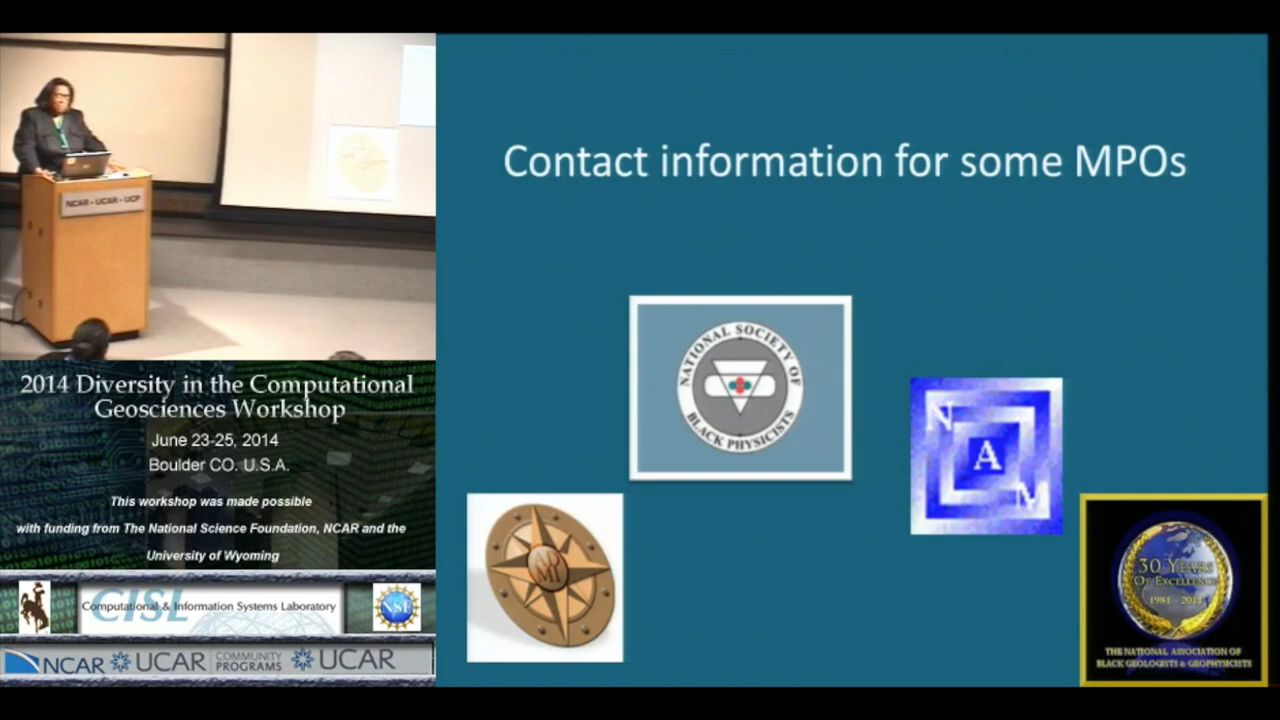 NCAR - UCAR - UCP
2014 Diversity in the Computational
Geosciences Workshop
June 23-25, 2014
Boulder CO. U.S.A.
This workshop was made possible
with funding from The National Science Foundation, NCAR and the
University of Wyoming
CISL
Computational & Information Systems Laboratory
NSF
NCAR UCAR COMMUNITY
PROGRAMS UCAR
Contact information for some MPOs
NATIONAL SOCIETY OF
BLACK PHYSICISTS
N
A
M
30 YEARS
OF EXCELLENCE
THE NATIONAL ASSOCIATION OF
BLACK GEOLOGISTS & GEOPHYSICISTS